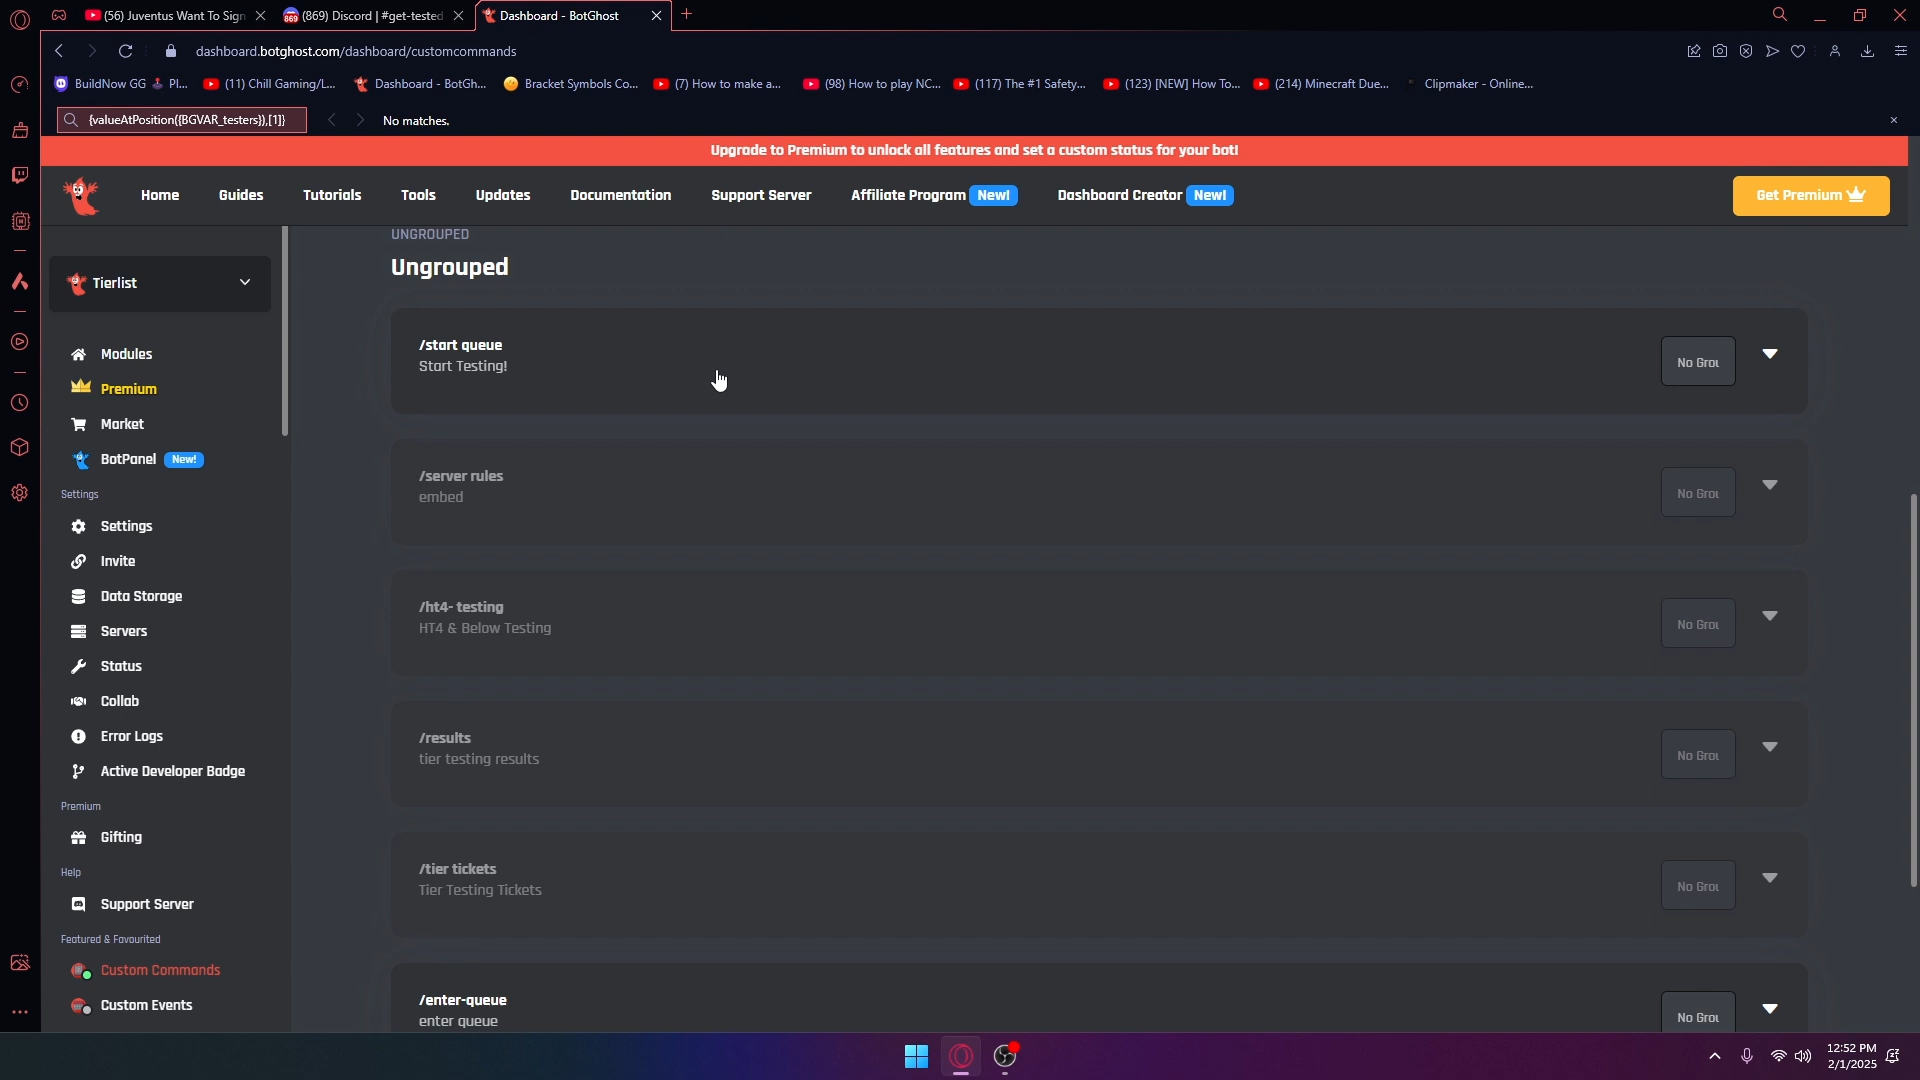 (56) Juventus Want To Sign
869
(869) Discord | #get-tested
Dashboard - BotGhost
dashboard.botghost.com/dashboard/customcommands
BuildNow GG 🕹 Pl...
(11) Chill Gaming/L...
Dashboard - BotGh...
Bracket Symbols Co...
(7) How to make a...
(98) How to play NC...
(117) The #1 Safety...
(123) [NEW] How To...
(214) Minecraft Due...
Clipmaker - Online...
{valueAtPosition({BGVAR_testers}),[1]}
No matches.
Upgrade to Premium to unlock all features and set a custom status for your bot!
Home
Guides
Tutorials
Tools
Updates
Documentation
Support Server
Affiliate Program New!
Dashboard Creator New!
Get Premium
Tierlist
Modules
Premium
Market
BotPanel New!
Settings
Settings
Invite
Data Storage
Servers
Status
Collab
Error Logs
Active Developer Badge
Premium
Gifting
Help
Support Server
Featured & Favourited
Custom Commands
Custom Events
UNGROUPED
Ungrouped
/start queue
Start Testing!
No Grou
/server rules
embed
No Grou
/ht4- testing
HT4 & Below Testing
No Grou
/results
tier testing results
No Grou
/tier tickets
Tier Testing Tickets
No Grou
/enter-queue
enter queue
No Grou
12:52 PM
2/1/2025